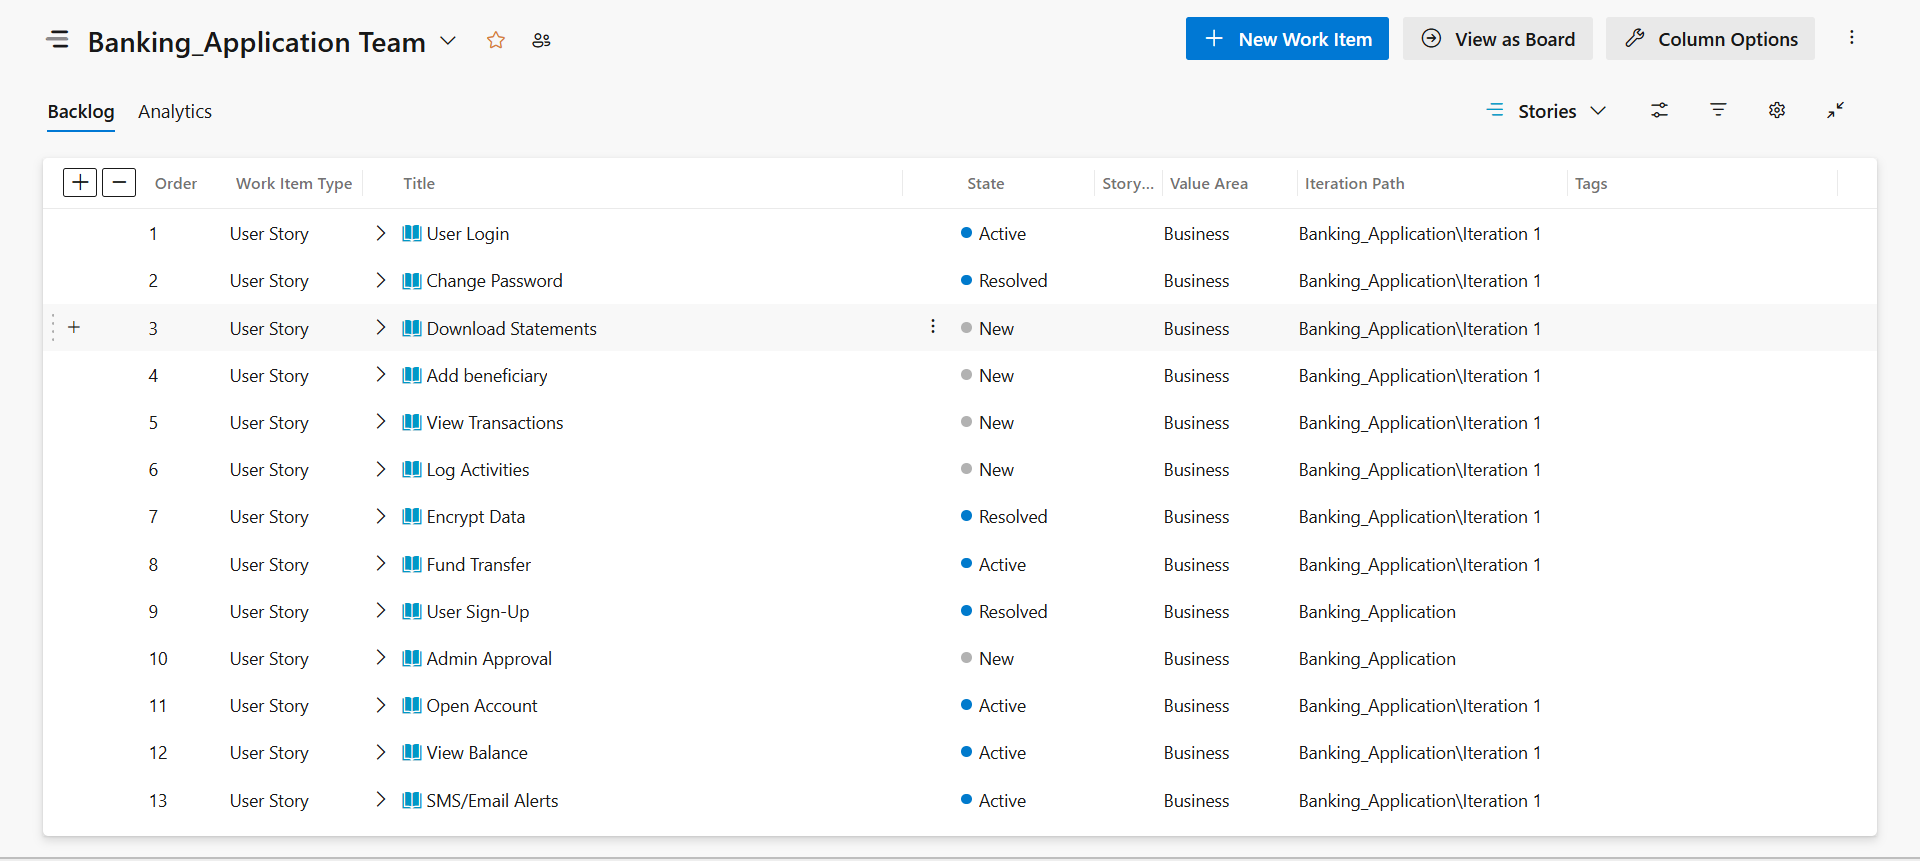 Banking_Application Team
New Work Item
View as Board
Column Options
Backlog Analytics
Stories
Order Work Item Type Title State Story... Value Area Iteration Path Tags
1 User Story User Login Active Business Banking_Application\Iteration 1
2 User Story Change Password Resolved Business Banking_Application\Iteration 1
3 User Story Download Statements New Business Banking_Application\Iteration 1
4 User Story Add beneficiary New Business Banking_Application\Iteration 1
5 User Story View Transactions New Business Banking_Application\Iteration 1
6 User Story Log Activities New Business Banking_Application\Iteration 1
7 User Story Encrypt Data Resolved Business Banking_Application\Iteration 1
8 User Story Fund Transfer Active Business Banking_Application\Iteration 1
9 User Story User Sign-Up Resolved Business Banking_Application
10 User Story Admin Approval New Business Banking_Application
11 User Story Open Account Active Business Banking_Application\Iteration 1
12 User Story View Balance Active Business Banking_Application\Iteration 1
13 User Story SMS/Email Alerts Active Business Banking_Application\Iteration 1